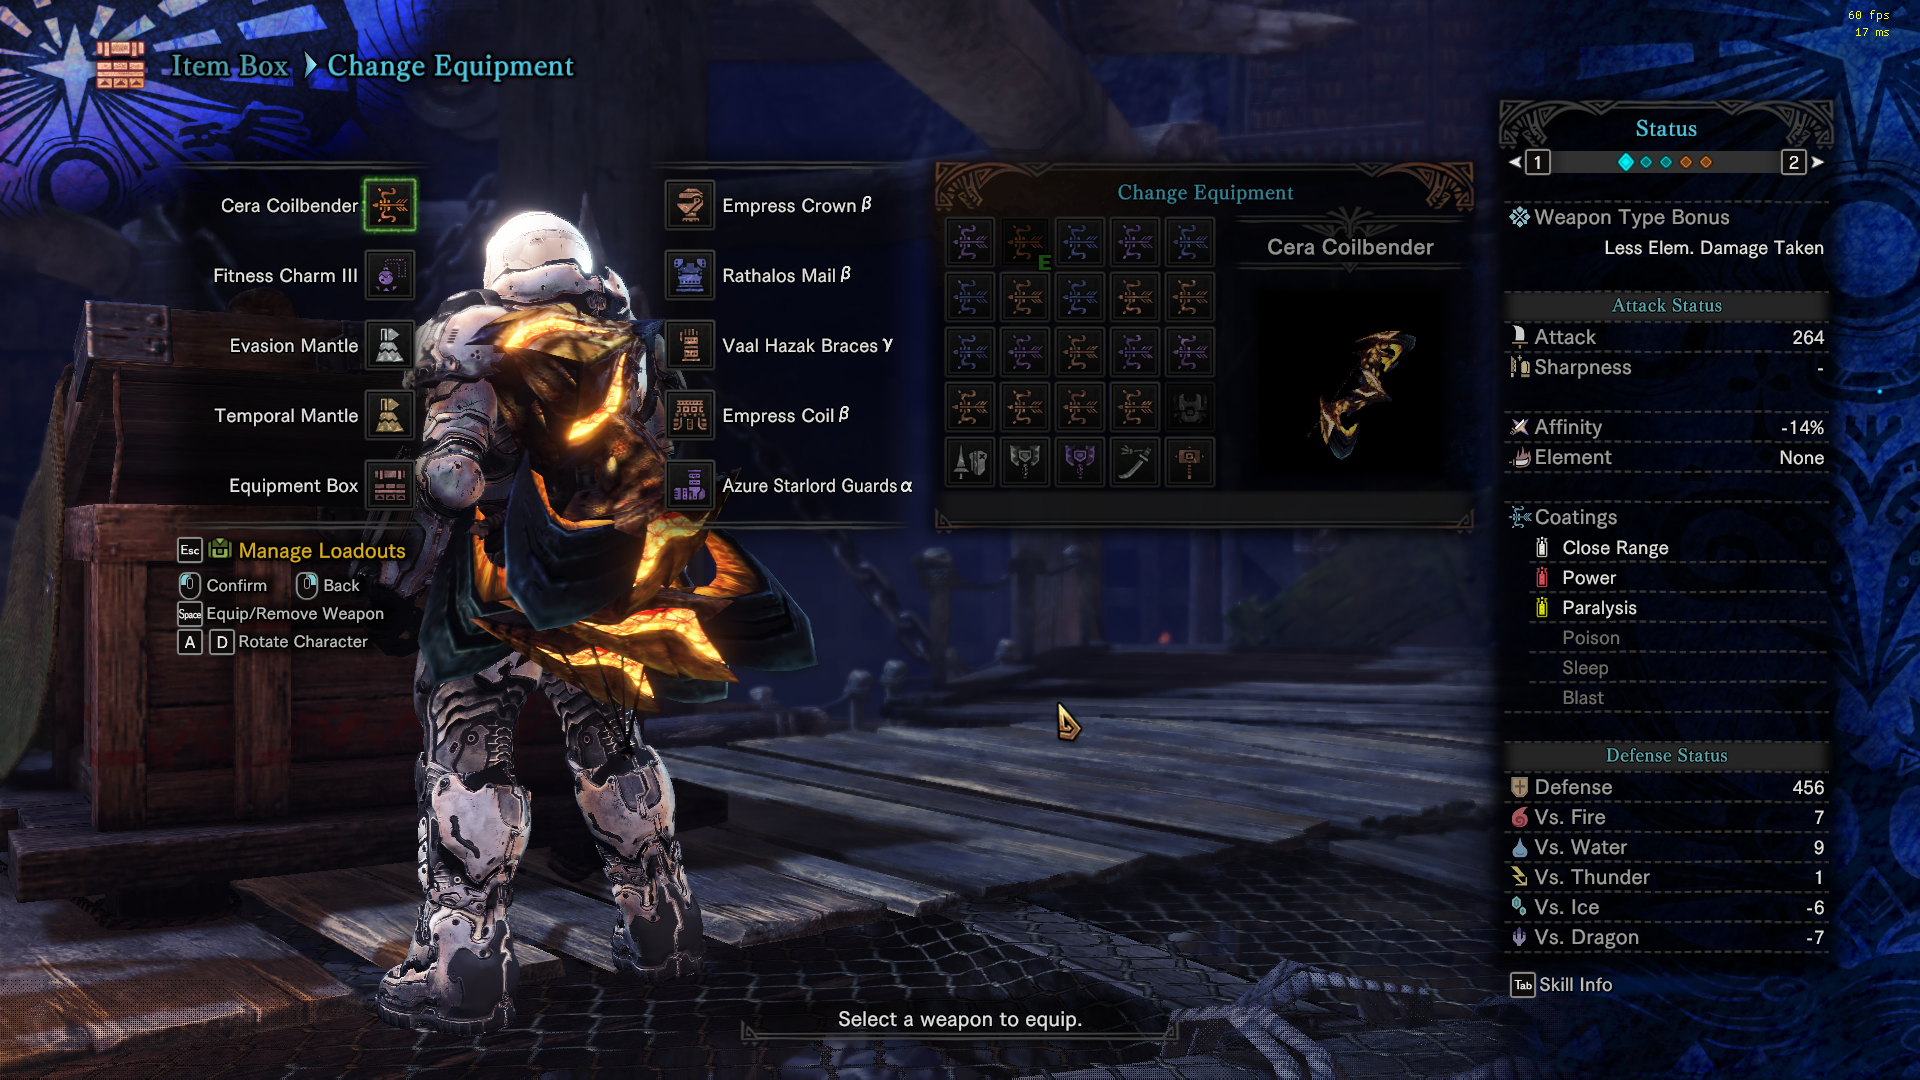 60 fps
17 ms
Item Box Change Equipment
Cera Coilbender
Fitness Charm III
Evasion Mantle
Temporal Mantle
Equipment Box
Empress Crown β
Rathalos Mail β
Vaal Hazak Braces γ
Empress Coil β
Azure Starlord Guards α
Esc Manage Loadouts
Confirm Back
Space Equip/Remove Weapon
A D Rotate Character
Change Equipment
E
Cera Coilbender
Status
1 2
Weapon Type Bonus
Less Elem. Damage Taken
Attack Status
Attack 264
Sharpness -
Affinity -14%
Element None
Coatings
Close Range
Power
Paralysis
Poison
Sleep
Blast
Defense Status
Defense 456
Vs. Fire 7
Vs. Water 9
Vs. Thunder 1
Vs. Ice -6
Vs. Dragon -7
Tab Skill Info
Select a weapon to equip.